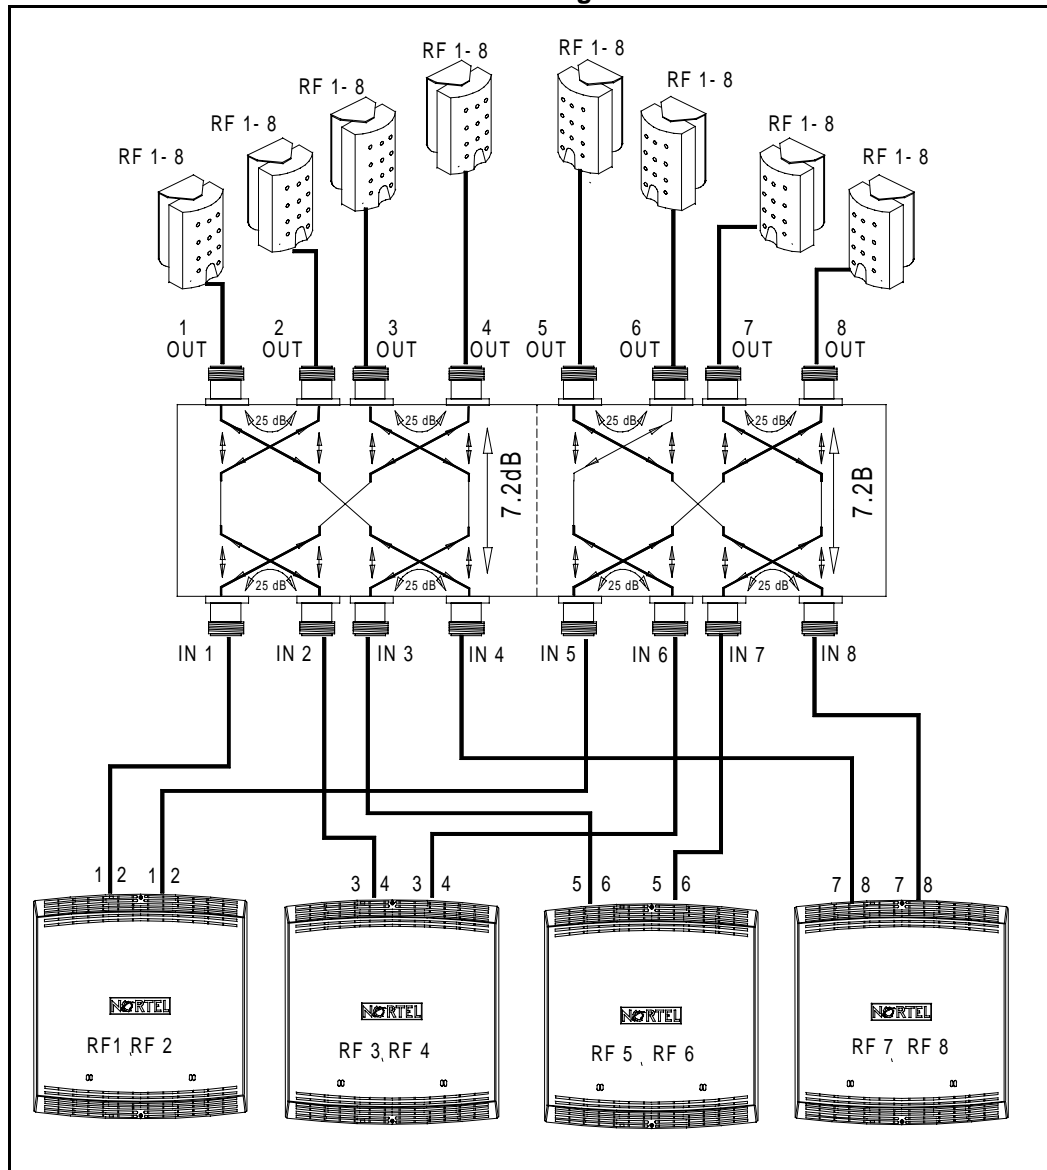 RF 1- 8
RF 1- 8
RF 1- 8
RF 1- 8
RF 1- 8
RF 1- 8
RF 1- 8
RF 1- 8
1 OUT
2 OUT
3 OUT
4 OUT
5 OUT
6 OUT
7 OUT
8 OUT
25 dB
25 dB
25 dB
25 dB
7.2dB
7.2B
25 dB
25 dB
25 dB
25 dB
IN 1
IN 2
IN 3
IN 4
IN 5
IN 6
IN 7
IN 8
1 2 1 2
3 4 3 4
5 6 5 6
7 8 7 8
NORTEL
NORTEL
NORTEL
NORTEL
RF1, RF 2
RF 3, RF 4
RF 5 , RF 6
RF 7, RF 8